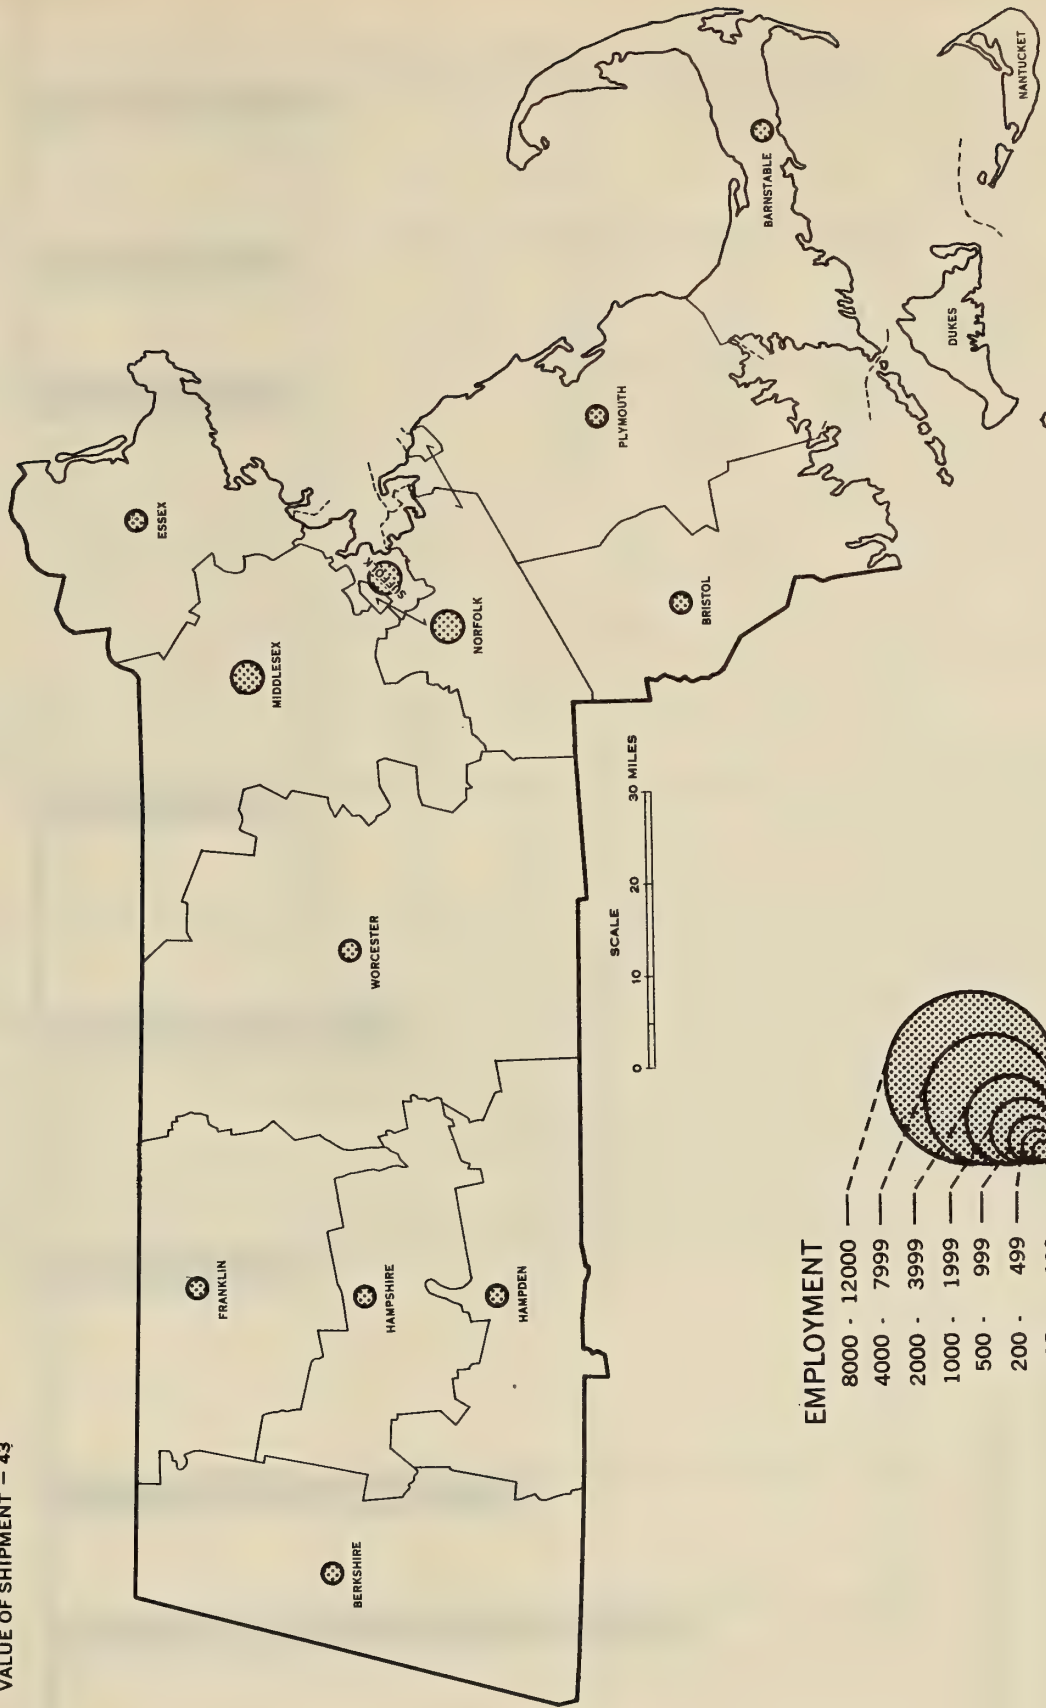 VALUE OF SHIPMENT – 43
ESSEX
MIDDLESEX
SUFFOLK
NORFOLK
FRANKLIN
WORCESTER
HAMPSHIRE
BERKSHIRE
HAMPDEN
PLYMOUTH
BRISTOL
BARNSTABLE
DUKES
NANTUCKET
SCALE
0 10 20 30 MILES
EMPLOYMENT
8000 - 12000
4000 - 7999
2000 - 3999
1000 - 1999
500 - 999
200 - 499